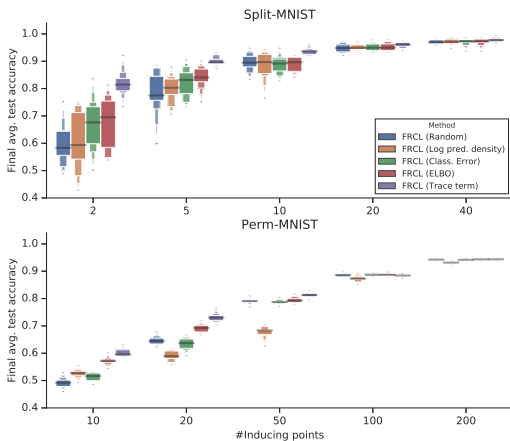 Split-MNIST
Final avg. test accuracy
1.0
0.9
0.8
0.7
0.6
0.5
0.4
Method
FRCL (Random)
FRCL (Log pred. density)
FRCL (Class. Error)
FRCL (ELBO)
FRCL (Trace term)
2 5 10 20 40
Perm-MNIST
Final avg. test accuracy
1.0
0.9
0.8
0.7
0.6
0.5
0.4
10 20 50 100 200
#Inducing points